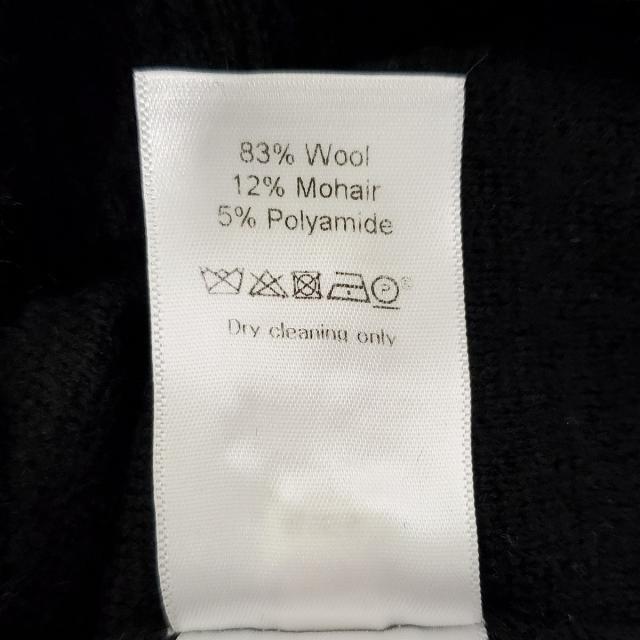 83% Wool
12% Mohair
5% Polyamide
P
Dry cleaning only